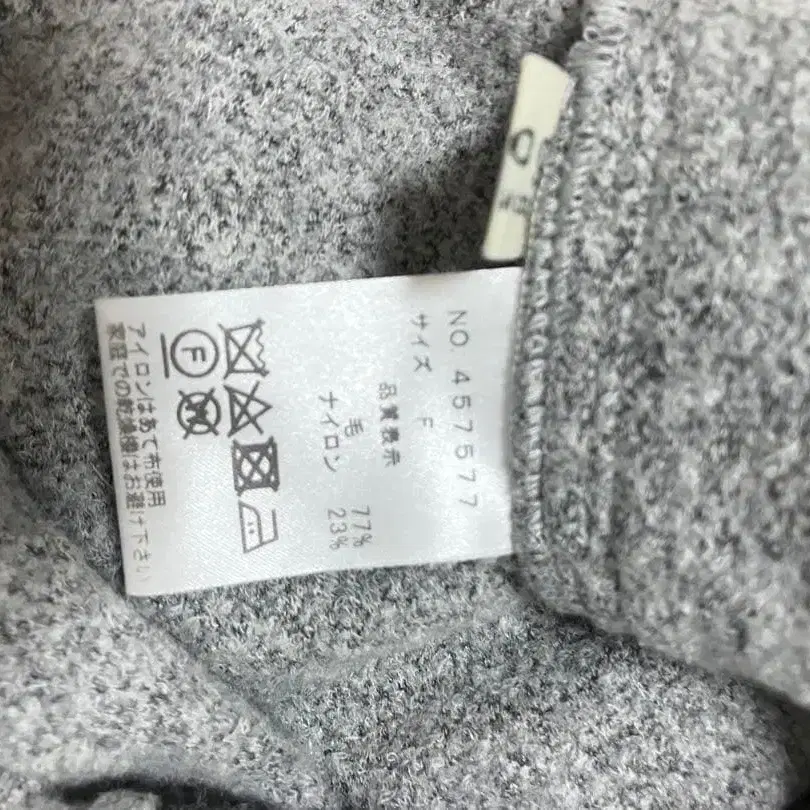 NO. 457577
サイズ F
品質表示
毛 77%
ナイロン 23%
F
アイロンはあて布使用
家庭での乾燥機はお避け下さい